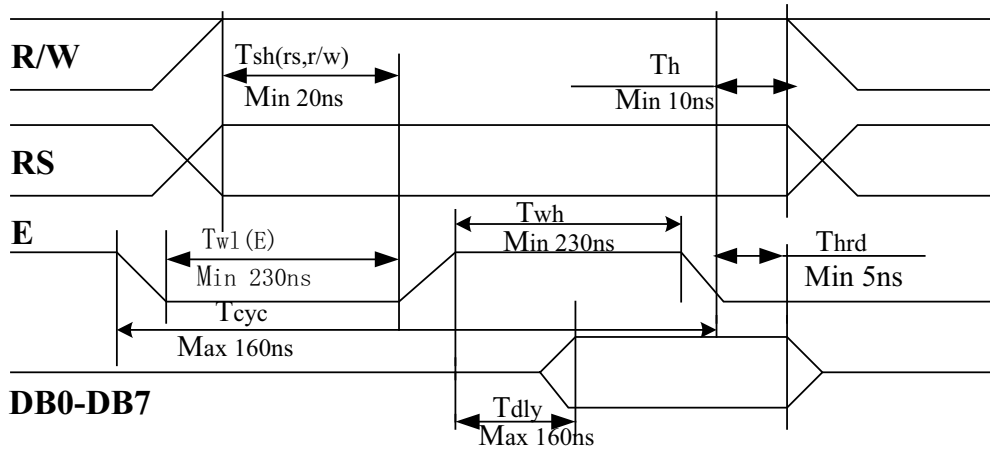 R/W
Tsh(rs,r/w)
Min 20ns
Th
Min 10ns
RS
E
Twl(E)
Min 230ns
Twh
Min 230ns
Thrd
Min 5ns
Tcyc
Max 160ns
DB0-DB7
Tdly
Max 160ns